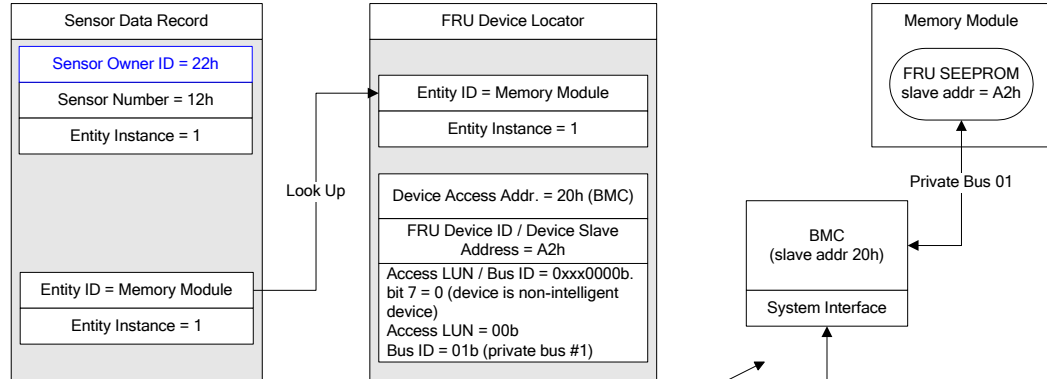 Sensor Data Record
Sensor Owner ID = 22h
Sensor Number = 12h
Entity Instance = 1
Entity ID = Memory Module
Entity Instance = 1
Look Up
FRU Device Locator
Entity ID = Memory Module
Entity Instance = 1
Device Access Addr. = 20h (BMC)
FRU Device ID / Device Slave
Address = A2h
Access LUN / Bus ID = 0xxx0000b.
bit 7 = 0 (device is non-intelligent
device)
Access LUN = 00b
Bus ID = 01b (private bus #1)
Memory Module
FRU SEEPROM
slave addr = A2h
Private Bus 01
BMC
(slave addr 20h)
System Interface